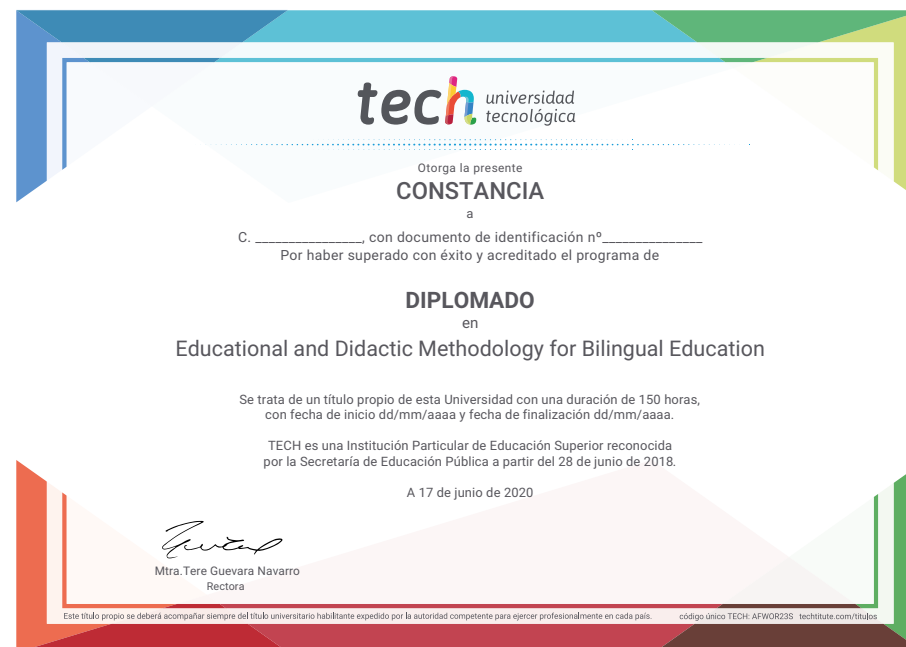 tech universidad
tecnológica
Otorga la presente
CONSTANCIA
a
C. ________________, con documento de identificación nº_______________
Por haber superado con éxito y acreditado el programa de
DIPLOMADO
en
Educational and Didactic Methodology for Bilingual Education
Se trata de un título propio de esta Universidad con una duración de 150 horas,
con fecha de inicio dd/mm/aaaa y fecha de finalización dd/mm/aaaa.
TECH es una Institución Particular de Educación Superior reconocida
por la Secretaría de Educación Pública a partir del 28 de junio de 2018.
A 17 de junio de 2020
Mtra.Tere Guevara Navarro
Rectora
Este título propio se deberá acompañar siempre del título universitario habilitante expedido por la autoridad competente para ejercer profesionalmente en cada país. código único TECH: AFWOR23S techtitute.com/titulos